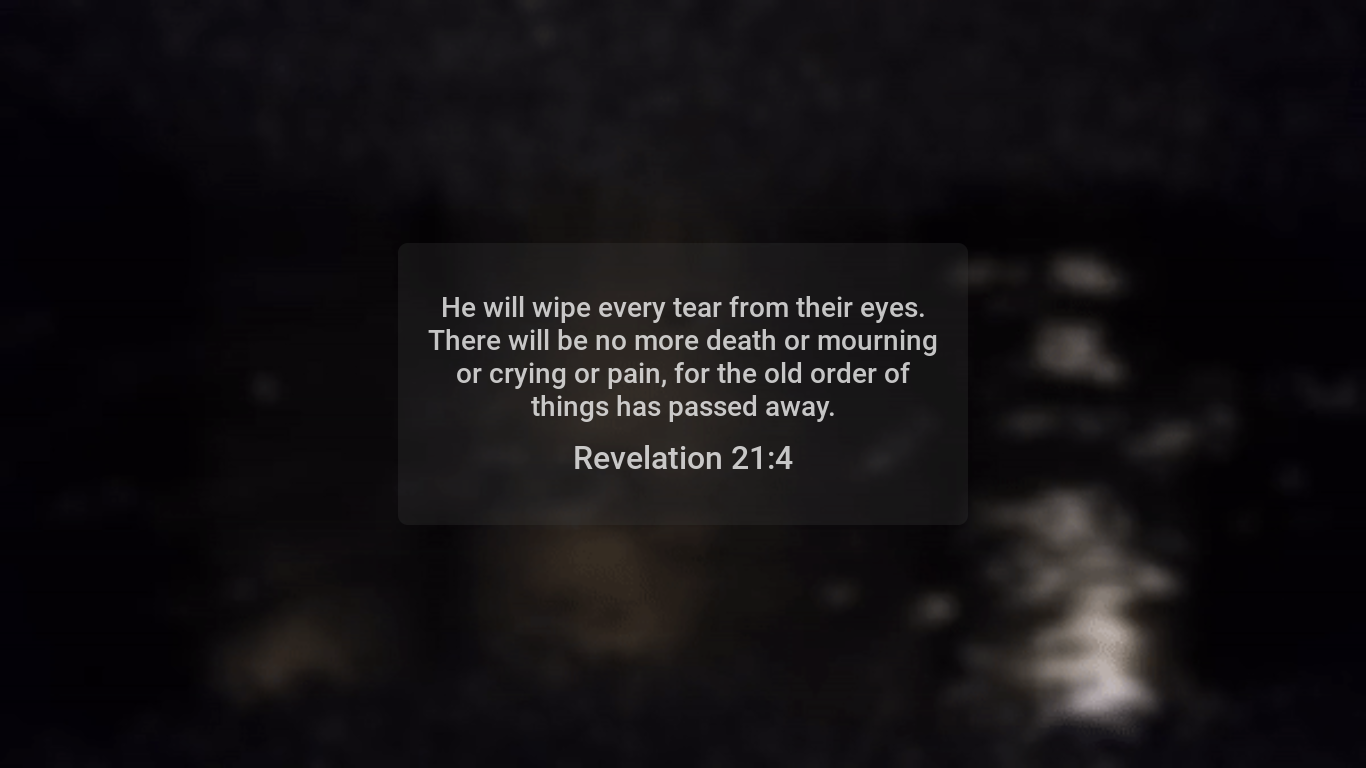 He will wipe every tear from their eyes.
There will be no more death or mourning
or crying or pain, for the old order of
things has passed away.
Revelation 21:4